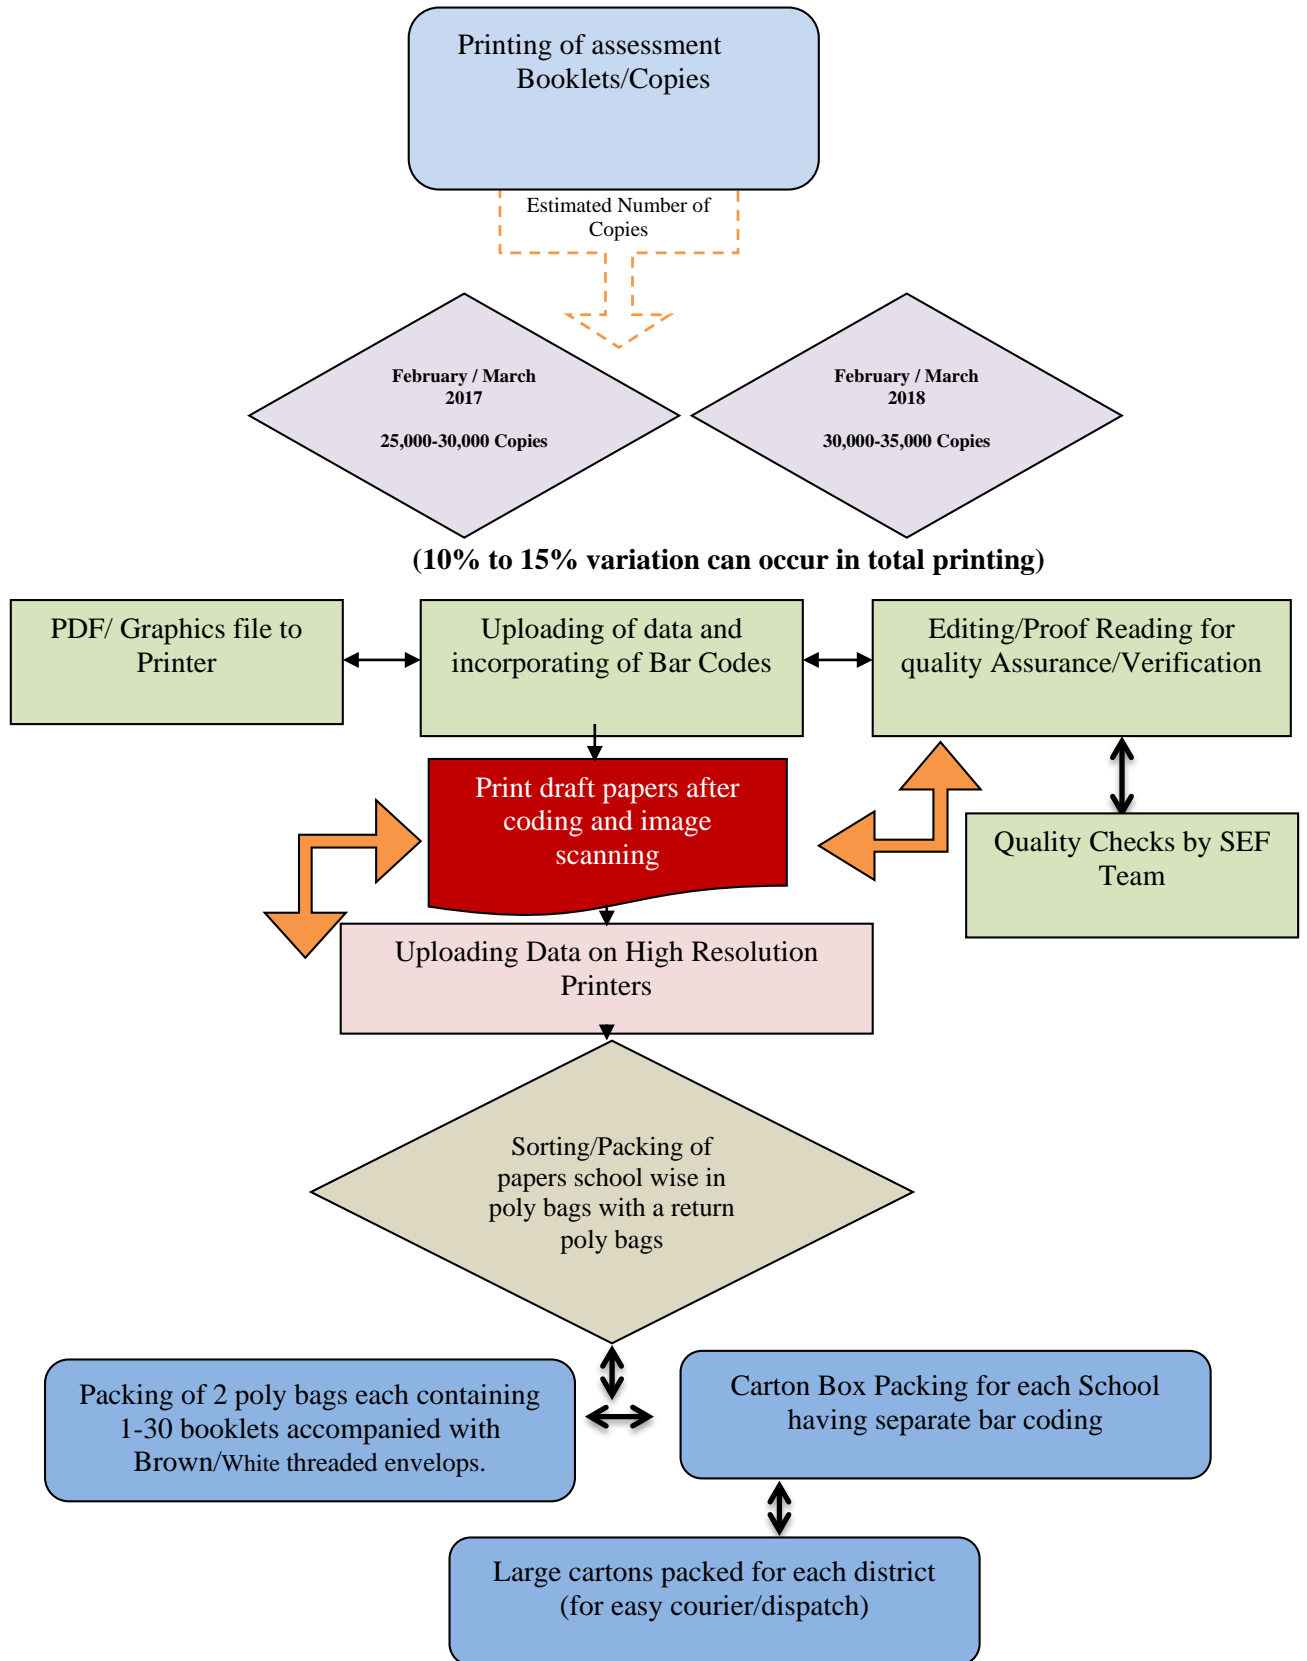 Printing of assessment
Booklets/Copies
Estimated Number of
Copies
February / March
2017
25,000-30,000 Copies
February / March
2018
30,000-35,000 Copies
(10% to 15% variation can occur in total printing)
PDF/ Graphics file to
Printer
Uploading of data and
incorporating of Bar Codes
Editing/Proof Reading for
quality Assurance/Verification
Print draft papers after
coding and image
scanning
Quality Checks by SEF
Team
Uploading Data on High Resolution
Printers
Sorting/Packing of
papers school wise in
poly bags with a return
poly bags
Packing of 2 poly bags each containing
1-30 booklets accompanied with
Brown/White threaded envelops.
Carton Box Packing for each School
having separate bar coding
Large cartons packed for each district
(for easy courier/dispatch)